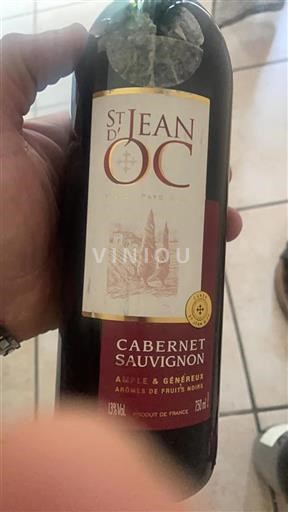 ST JEAN
D'
OC
PAYS
VINIOU
CABERNET
SAUVIGNON
AMPLE & GÉNÉREUX
ARÔMES DE FRUITS NOIRS
13%Vol. PRODUIT DE FRANCE 750 ml